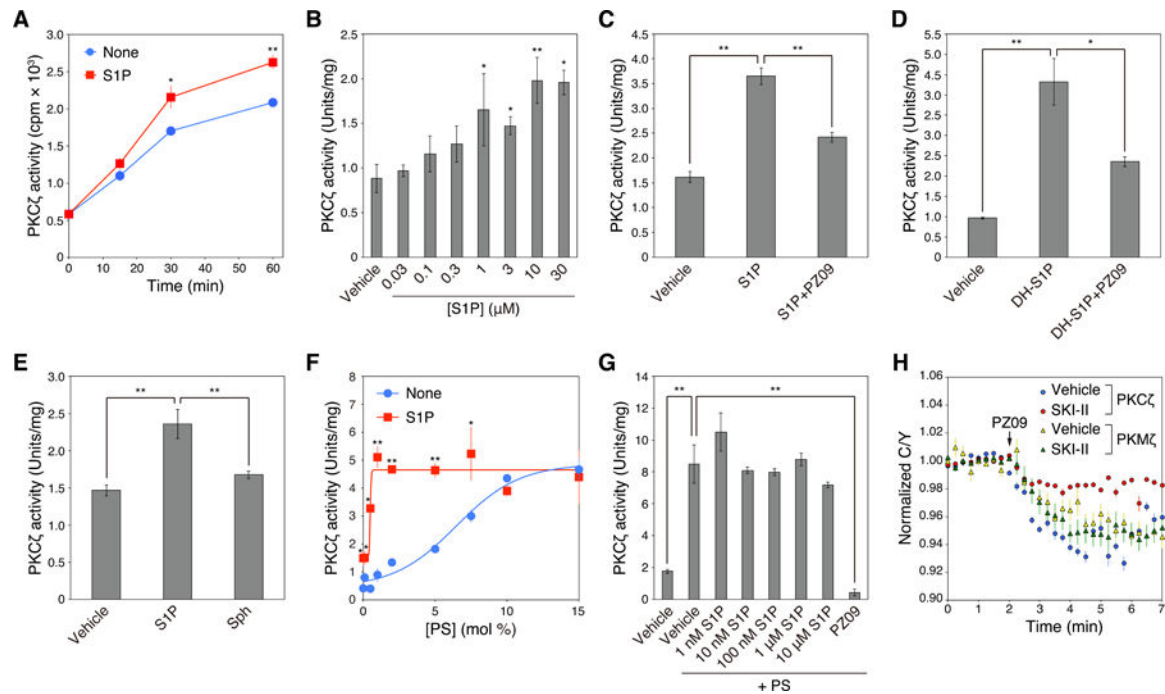 A
None
S1P
PKCζ activity (cpm × 10³)
3.0
2.5
2.0
1.5
1.0
0.5
0
*
**
0 10 20 30 40 50 60
Time (min)
B
PKCζ activity (Units/mg)
2.5
2.0
1.5
1.0
0.5
0
* * ** *
Vehicle 0.03 0.1 0.3 1 3 10 30
[S1P] (µM)
C
PKCζ activity (Units/mg)
4.5
4.0
3.5
3.0
2.5
2.0
1.5
1.0
0.5
0
** **
Vehicle S1P S1P+PZ09
D
PKCζ activity (Units/mg)
5.5
5.0
4.5
4.0
3.5
2.5
2.0
1.5
1.0
0.5
0
** *
Vehicle DH-S1P DH-S1P+PZ09
E
PKCζ activity (Units/mg)
3.0
2.5
2.0
1.5
1.0
0.5
0
** **
Vehicle S1P Sph
F
None
S1P
PKCζ activity (Units/mg)
8
7
6
5
4
3
2
1
0
* * * * ** ** ** *
0 5 10 15
[PS] (mol %)
G
PKCζ activity (Units/mg)
14
12
10
8
6
4
2
0
** **
Vehicle Vehicle 1 nM S1P 10 nM S1P 100 nM S1P 1 µM S1P 10 µM S1P PZ09
+ PS
H
Normalized C/Y
1.06
1.04
1.02
1.00
0.98
0.96
0.94
0.92
0.90
Vehicle
SKI-II
PKCζ
Vehicle
SKI-II
PKMζ
PZ09
0 1 2 3 4 5 6 7
Time (min)